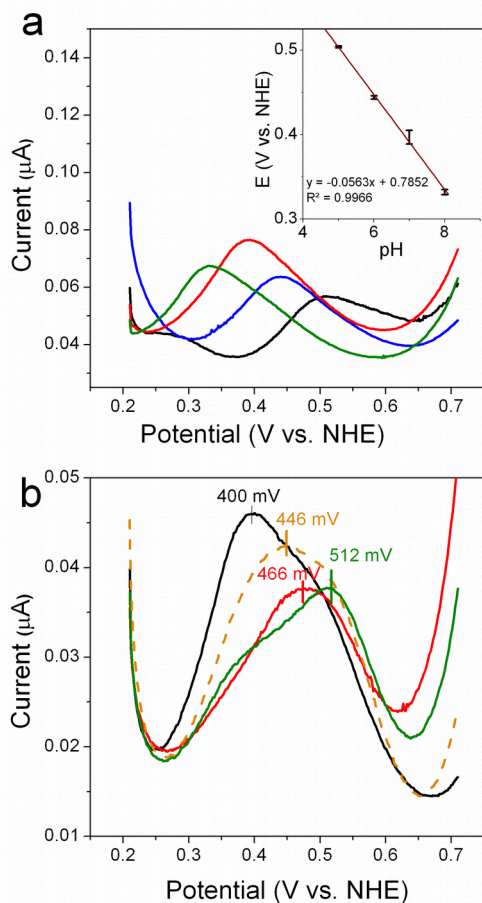 a
0.14
0.12
0.10
0.08
0.06
0.04
Current (μA)
0.2 0.3 0.4 0.5 0.6 0.7
Potential (V vs. NHE)
0.5
0.4
0.3
E (V vs. NHE)
y = -0.0563x + 0.7852
R² = 0.9966
4 6 8
pH
b
0.05
0.04
0.03
0.02
0.01
Current (μA)
400 mV
446 mV
466 mV
512 mV
0.2 0.3 0.4 0.5 0.6 0.7
Potential (V vs. NHE)